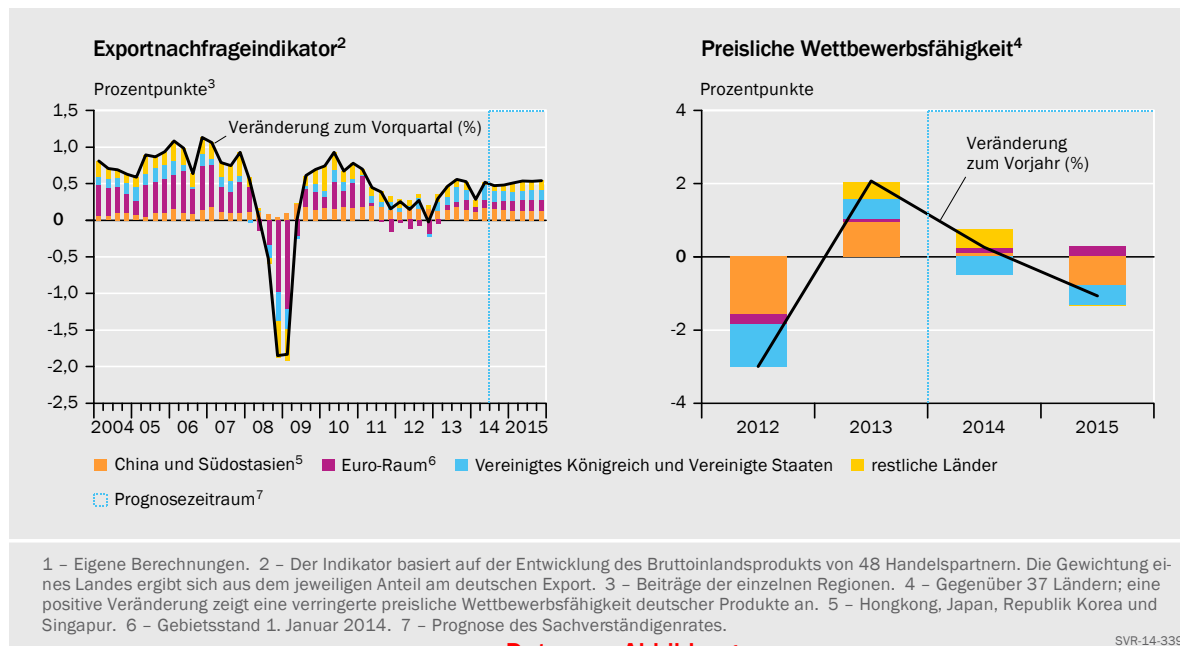 Exportnachfrageindikator2
Prozentpunkte3
1,5
1,0
0,5
0
-0,5
-1,0
-1,5
-2,0
-2,5
Veränderung zum Vorquartal (%)
2004 05 06 07 08 09 10 11 12 13 14 2015
Preisliche Wettbewerbsfähigkeit4
Prozentpunkte
4
2
0
-2
-4
Veränderung
zum Vorjahr (%)
2012 2013 2014 2015
China und Südostasien5 Euro-Raum6 Vereinigtes Königreich und Vereinigte Staaten restliche Länder
Prognosezeitraum7
1 – Eigene Berechnungen. 2 – Der Indikator basiert auf der Entwicklung des Bruttoinlandsprodukts von 48 Handelspartnern. Die Gewichtung ei-
nes Landes ergibt sich aus dem jeweiligen Anteil am deutschen Export. 3 – Beiträge der einzelnen Regionen. 4 – Gegenüber 37 Ländern; eine
positive Veränderung zeigt eine verringerte preisliche Wettbewerbsfähigkeit deutscher Produkte an. 5 – Hongkong, Japan, Republik Korea und
Singapur. 6 – Gebietsstand 1. Januar 2014. 7 – Prognose des Sachverständigenrates.
SVR-14-339